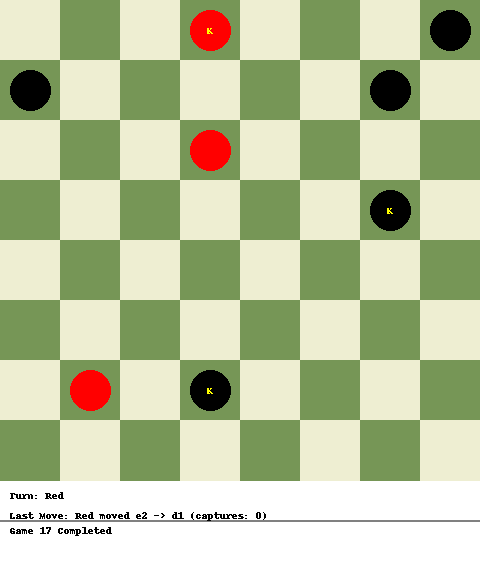 K
K
K
Turn: Red
Last Move: Red moved e2 -> d1 (captures: 0)
Game 17 Completed